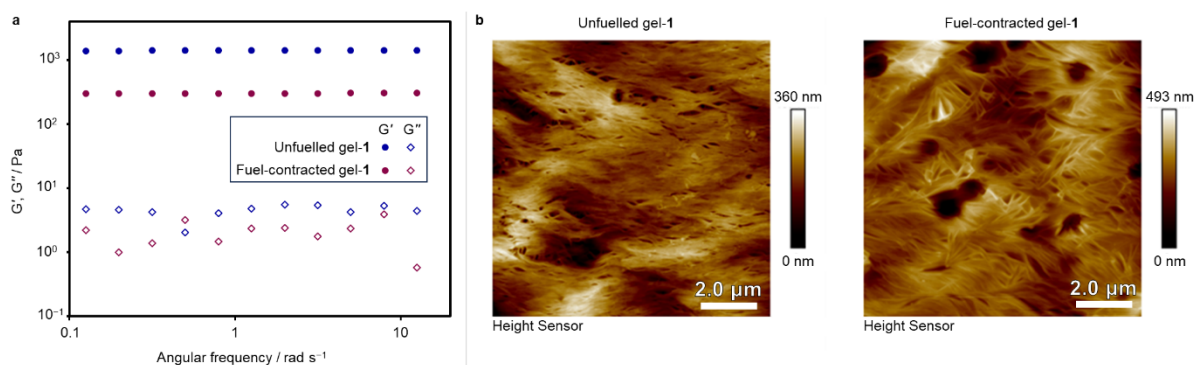 a
G′, G″ / Pa
10³
10²
10¹
10⁰
10⁻¹
G′ G″
Unfuelled gel-1
Fuel-contracted gel-1
0.1 1 10
Angular frequency / rad s⁻¹
b
Unfuelled gel-1
360 nm
0 nm
2.0 µm
Height Sensor
Fuel-contracted gel-1
493 nm
0 nm
2.0 µm
Height Sensor